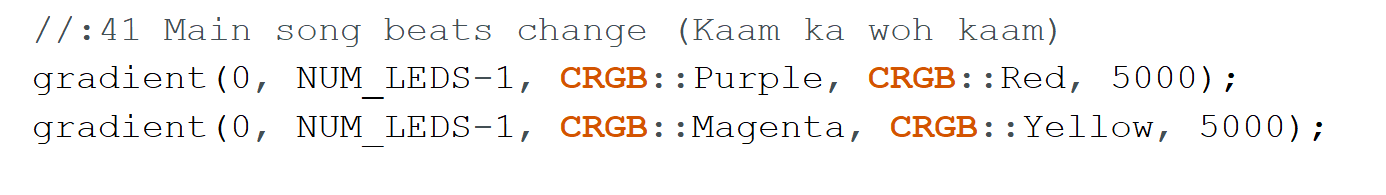 //:41 Main song beats change (Kaam ka woh kaam)
gradient(0, NUM_LEDS-1, CRGB::Purple, CRGB::Red, 5000);
gradient(0, NUM_LEDS-1, CRGB::Magenta, CRGB::Yellow, 5000);